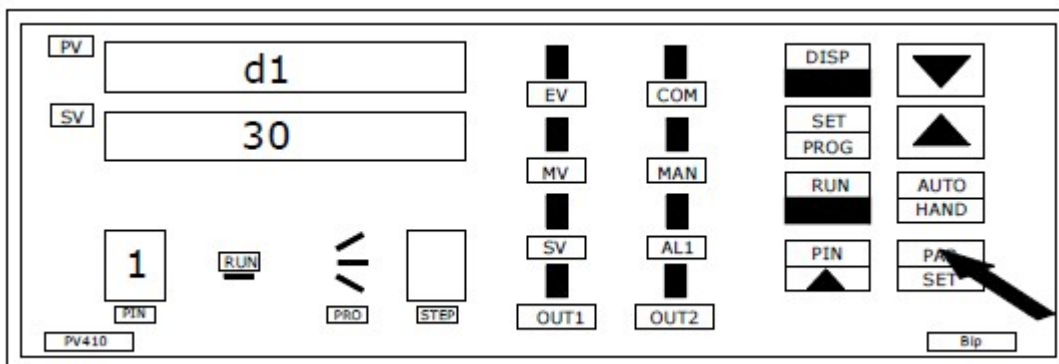 PV
d1
SV
30
1
PIN
RUN
PRO
STEP
PV410
EV
COM
MV
MAN
SV
AL1
OUT1
OUT2
DISP
SET
PROG
RUN
AUTO
HAND
PIN
SET
Bip